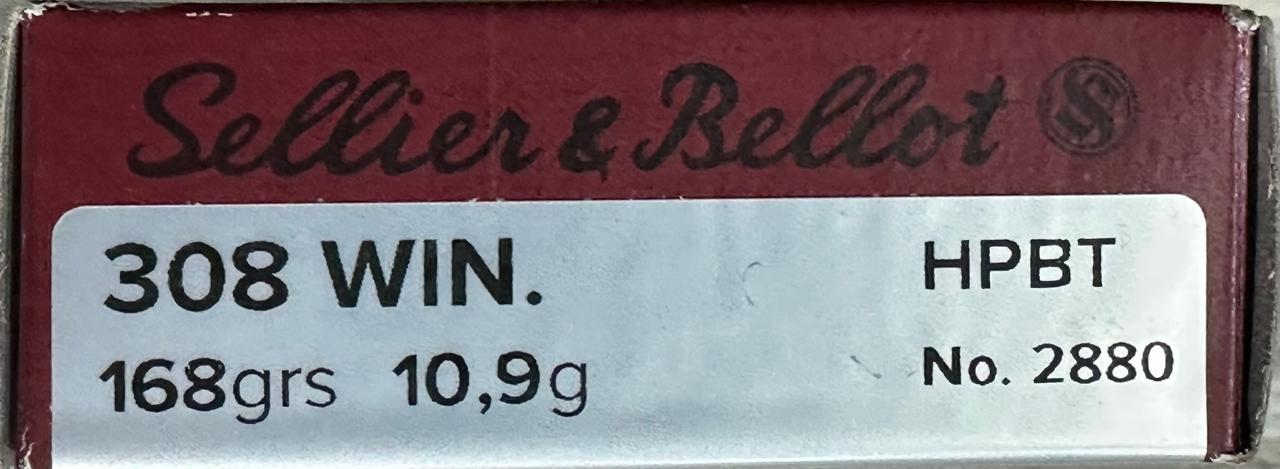 Sellier & Bellot
308 WIN. HPBT
168grs 10,9g No. 2880